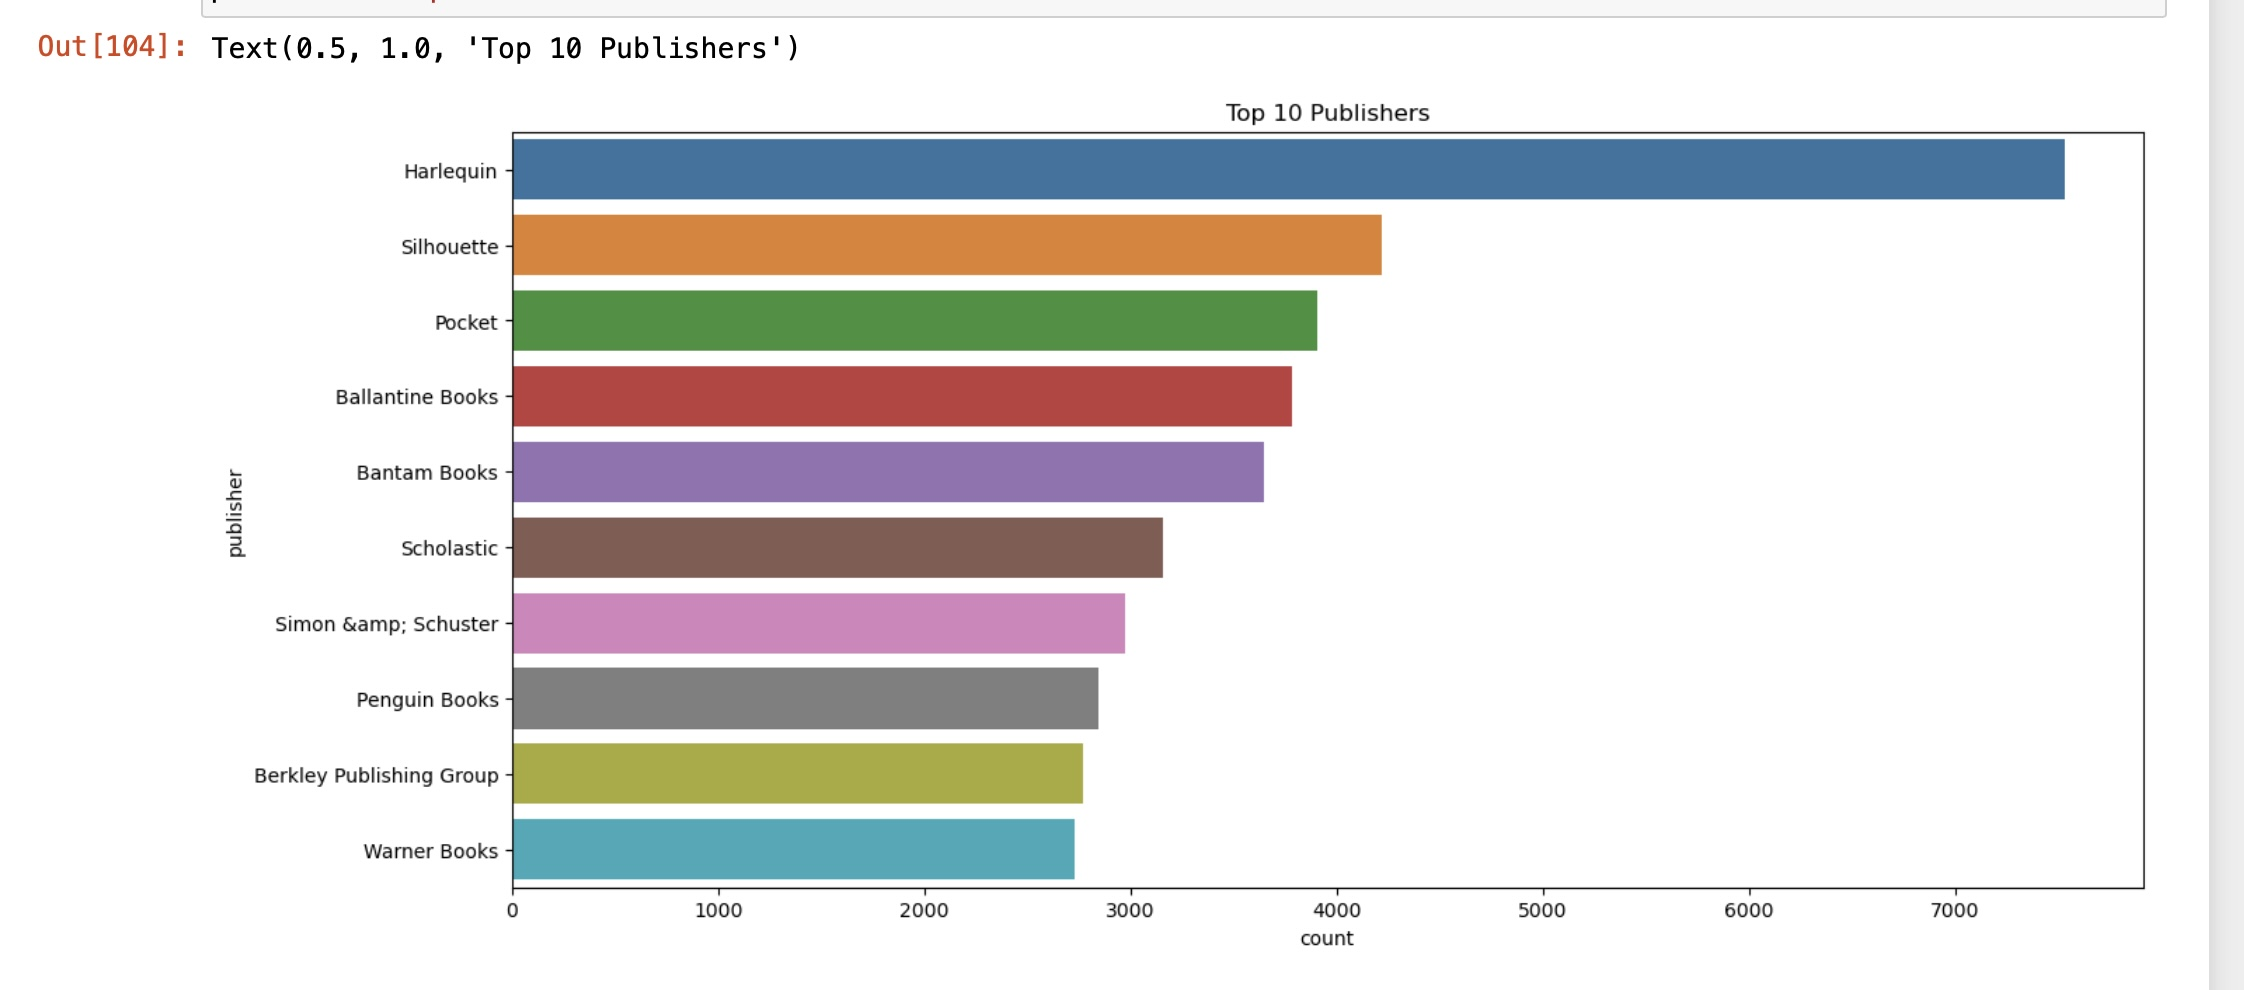 Out[104]: Text(0.5, 1.0, 'Top 10 Publishers')
Top 10 Publishers
Harlequin
Silhouette
Pocket
Ballantine Books
Bantam Books
Scholastic
Simon &amp; Schuster
Penguin Books
Berkley Publishing Group
Warner Books
publisher
0 1000 2000 3000 4000 5000 6000 7000
count